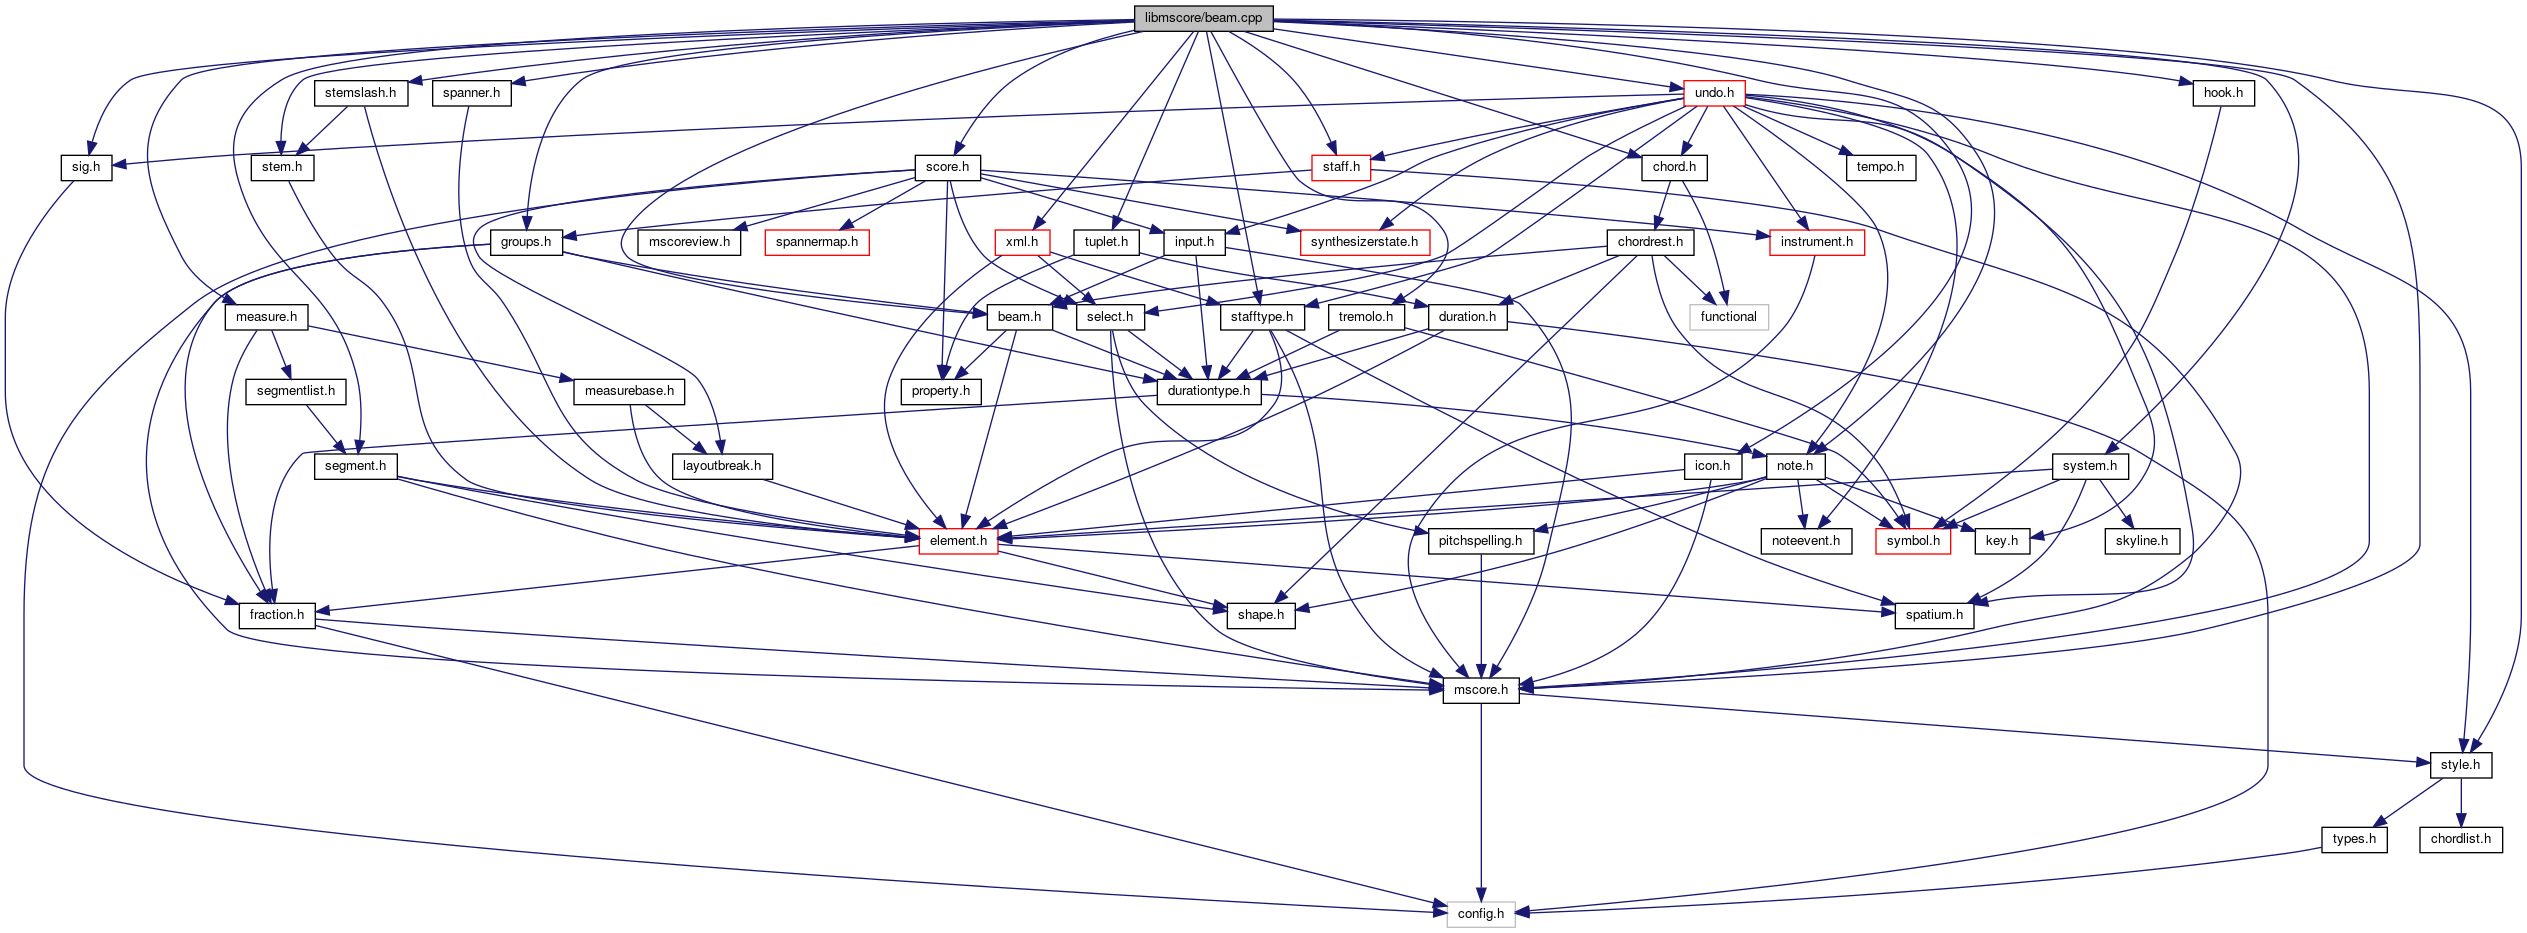 libmscore/beam.cpp
stemslash.h
spanner.h
undo.h
hook.h
sig.h
stem.h
score.h
staff.h
chord.h
tempo.h
groups.h
mscoreview.h
spannermap.h
xml.h
tuplet.h
input.h
synthesizerstate.h
chordrest.h
instrument.h
measure.h
beam.h
select.h
stafftype.h
tremolo.h
duration.h
functional
segmentlist.h
measurebase.h
property.h
durationtype.h
segment.h
layoutbreak.h
icon.h
note.h
system.h
element.h
pitchspelling.h
noteevent.h
symbol.h
key.h
skyline.h
fraction.h
shape.h
spatium.h
mscore.h
style.h
types.h
chordlist.h
config.h